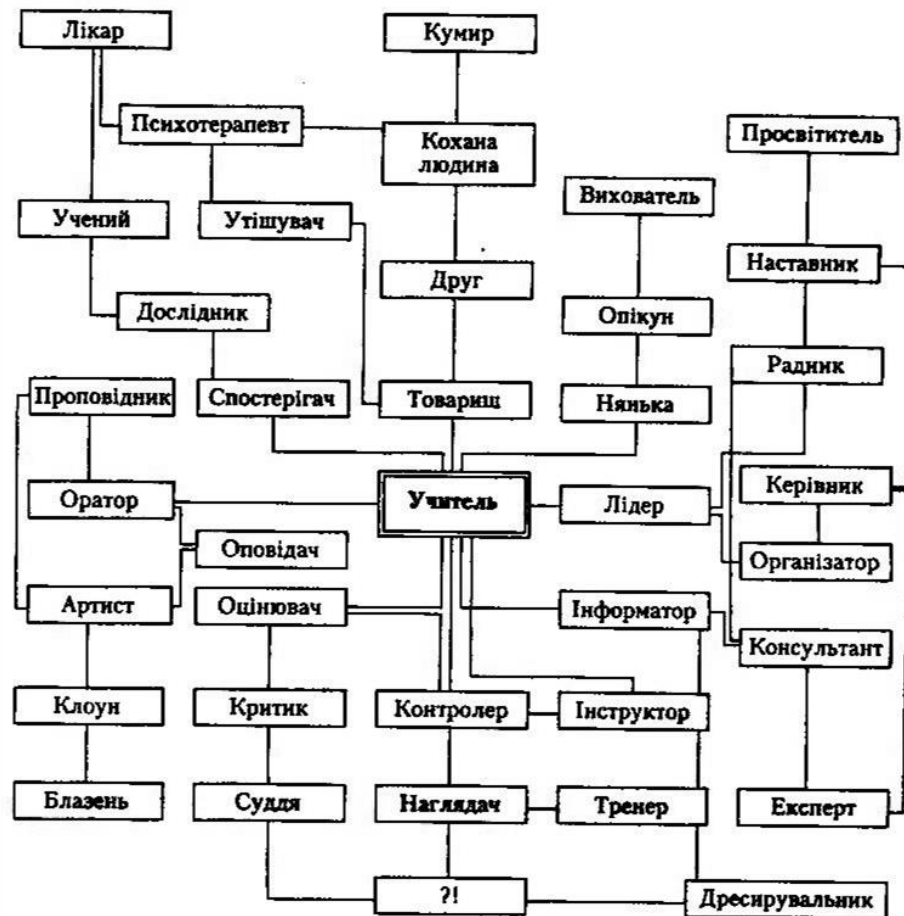 Лікар
Кумир
Психотерапевт
Кохана
людина
Просвітитель
Вихователь
Учений
Утішувач
Наставник
Друг
Дослідник
Опікун
Радник
Проповідник
Спостерігач
Товариш
Нянька
Учитель
Керівник
Оратор
Лідер
Оповідач
Організатор
Артист
Оцінювач
Інформатор
Консультант
Клоун
Критик
Контролер
Інструктор
Блазень
Суддя
Наглядач
Тренер
Експерт
?!
Дресирувальник